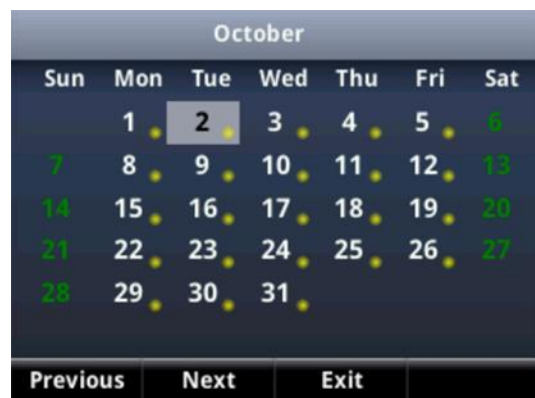 October
Sun Mon Tue Wed Thu Fri Sat
1 2 3 4 5 6
7 8 9 10 11 12 13
14 15 16 17 18 19 20
21 22 23 24 25 26 27
28 29 30 31
Previous Next Exit